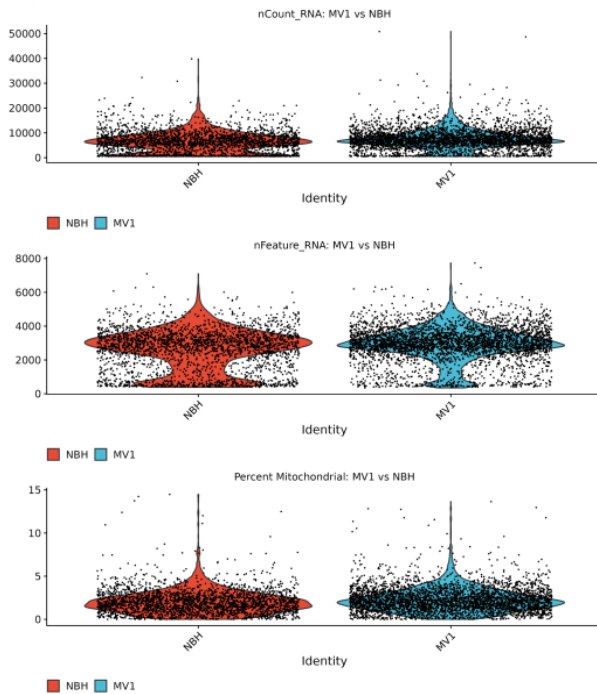 nCount_RNA: MV1 vs NBH
50000
40000
30000
20000
10000
0
NBH
MV1
Identity
NBH MV1
nFeature_RNA: MV1 vs NBH
8000
6000
4000
2000
0
NBH
MV1
Identity
NBH MV1
Percent Mitochondrial: MV1 vs NBH
15
10
5
0
NBH
MV1
Identity
NBH MV1